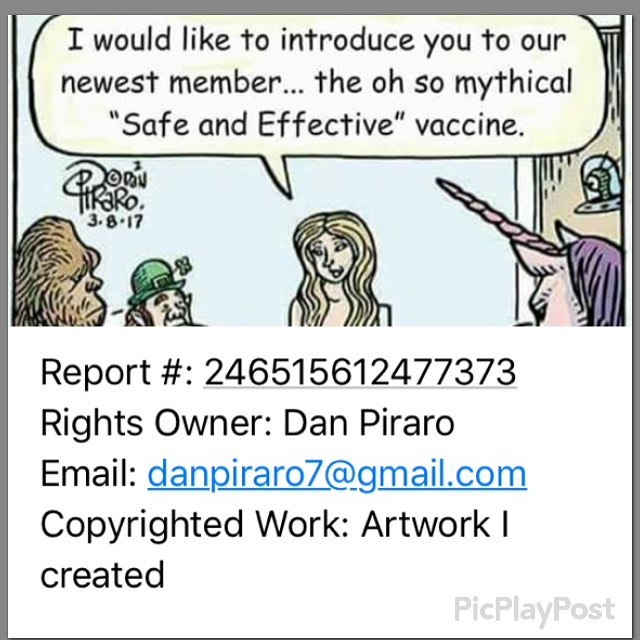 I would like to introduce you to our
newest member... the oh so mythical
"Safe and Effective" vaccine.
PIRARO.
3.8.17
Report #: 246515612477373
Rights Owner: Dan Piraro
Email: danpiraro7@gmail.com
Copyrighted Work: Artwork I
created
PicPlayPost